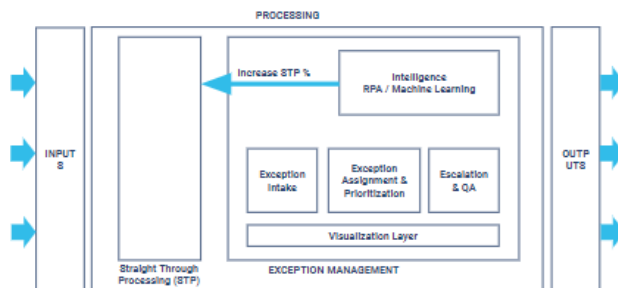 PROCESSING
INPUT
S
Increase STP %
Intelligence
RPA / Machine Learning
Exception
Intake
Exception
Assignment &
Prioritization
Escalation
& QA
Visualization Layer
OUTP
UTS
Straight Through
Processing (STP)
EXCEPTION MANAGEMENT